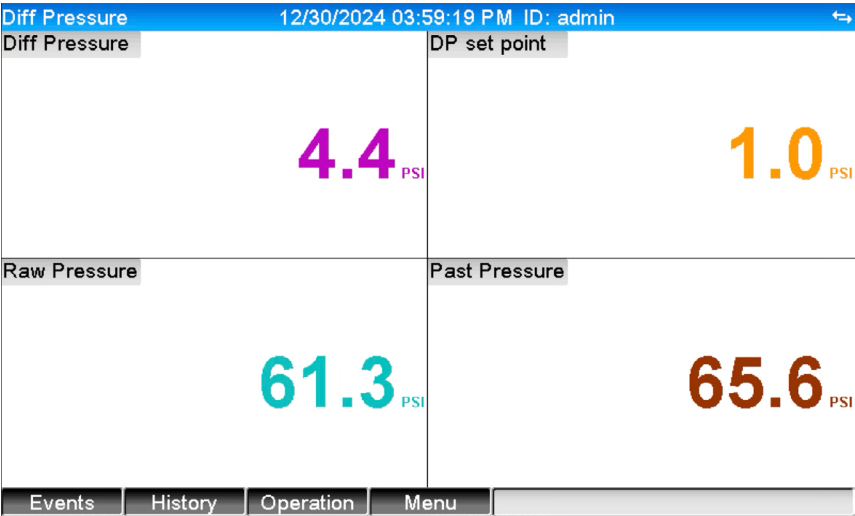 Diff Pressure 12/30/2024 03:59:19 PM ID: admin
Diff Pressure
4.4 PSI
DP set point
1.0 PSI
Raw Pressure
61.3 PSI
Past Pressure
65.6 PSI
Events History Operation Menu